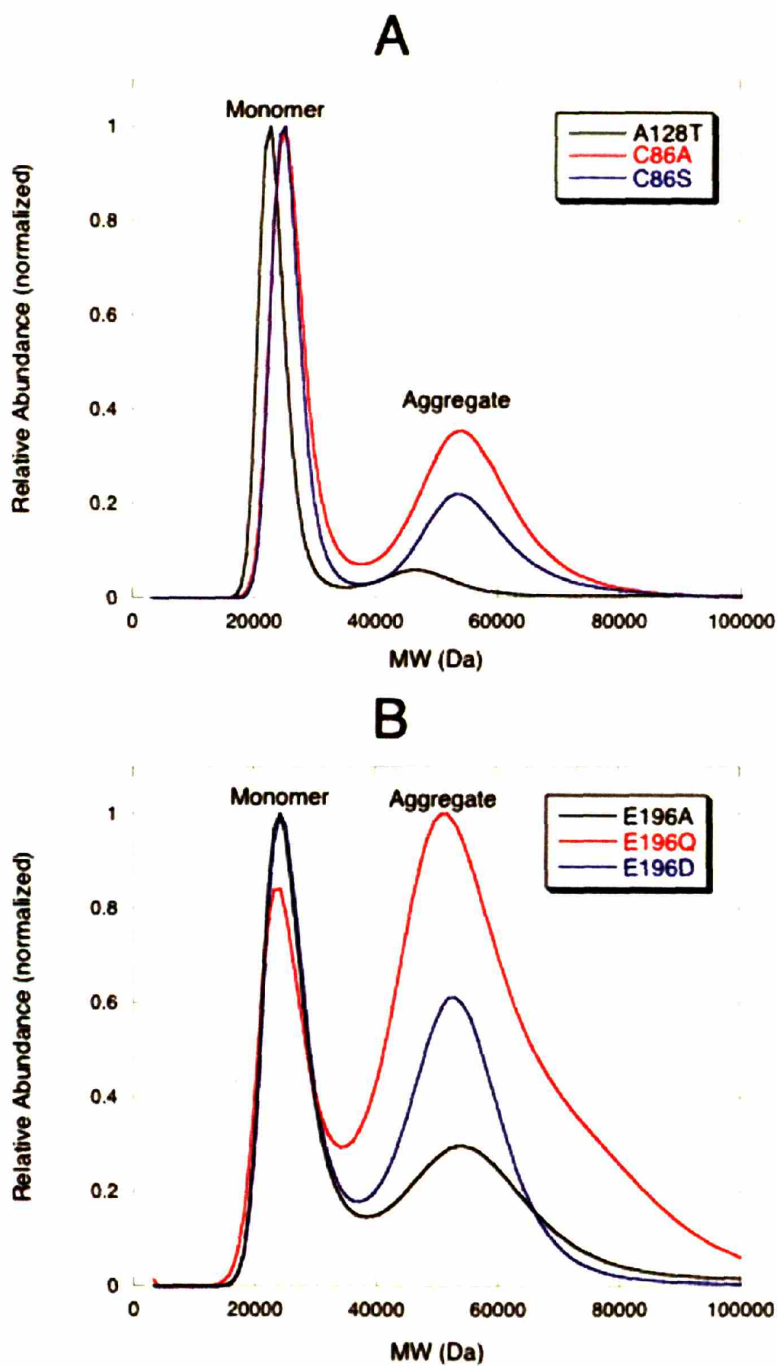 A
Monomer
A128T
C86A
C86S
Aggregate
Relative Abundance (normalized)
1
0.8
0.6
0.4
0.2
0
0 20000 40000 60000 80000 100000
MW (Da)
B
Monomer Aggregate
E196A
E196Q
E196D
Relative Abundance (normalized)
1
0.8
0.6
0.4
0.2
0
0 20000 40000 60000 80000 100000
MW (Da)